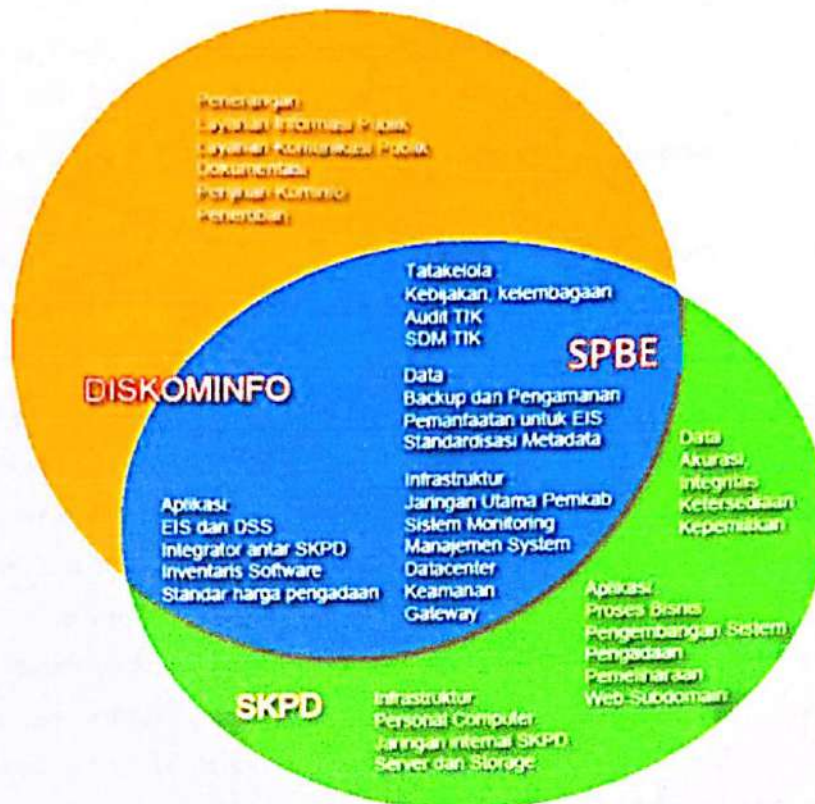 Penerangan
Layanan Informasi Publik
Layanan Komunikasi Publik
Dokumentasi
Perijinan Kominfo
Penerbitan
Tatakelola
Kebijakan, kelembagaan
Audit TIK
SDM TIK
SPBE
DISKOMINFO
Data
Backup dan Pengamanan
Pemanfaatan untuk EIS
Standardisasi Metadata
Data
Akurasi,
Integritas
Ketersediaan
Kepemilikan
Infrastruktur
Jaringan Utama Pemkab
Sistem Monitoring
Manajemen System
Datacenter
Keamanan
Gateway
Aplikasi:
EIS dan DSS
Integrator antar SKPD
Inventaris Software
Standar harga pengadaan
Aplikasi:
Proses Bisnis
Pengembangan Sistem,
Pengadaan
Pemeliharaan
Web Subdomain
SKPD
Infrastruktur
Personal Computer
Jaringan internal SKPD
Server dan Storage